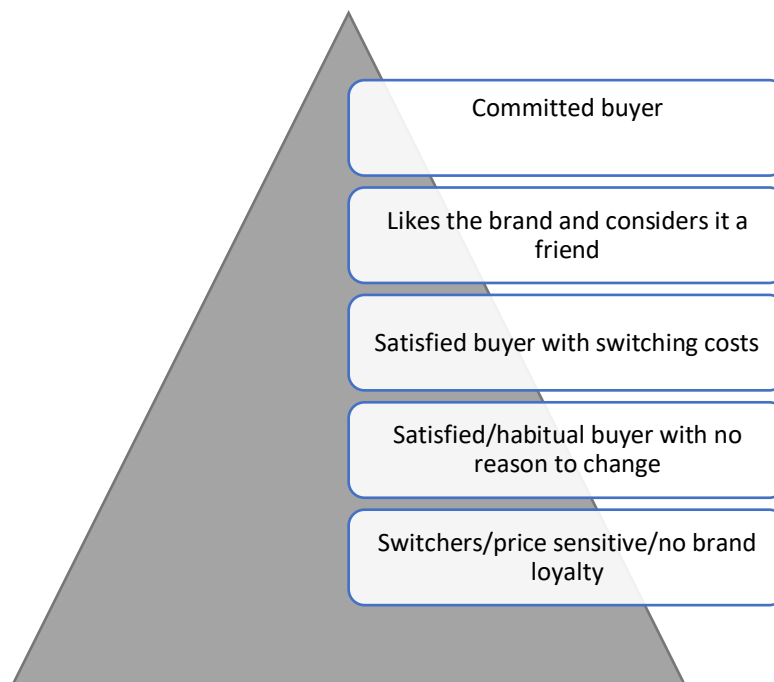 Committed buyer
Likes the brand and considers it a
friend
Satisfied buyer with switching costs
Satisfied/habitual buyer with no
reason to change
Switchers/price sensitive/no brand
loyalty